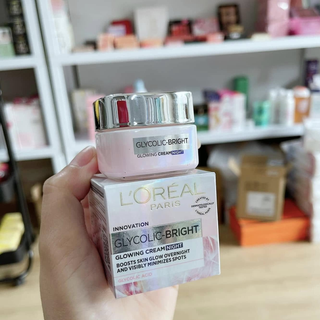 GLYCOLIC-BRIGHT
GLOWING CREAM NIGHT
L'ORÉAL
PARIS
INNOVATION
GLYCOLIC-BRIGHT
GLOWING CREAM NIGHT
BOOSTS SKIN GLOW OVERNIGHT
AND VISIBLY MINIMIZES SPOTS